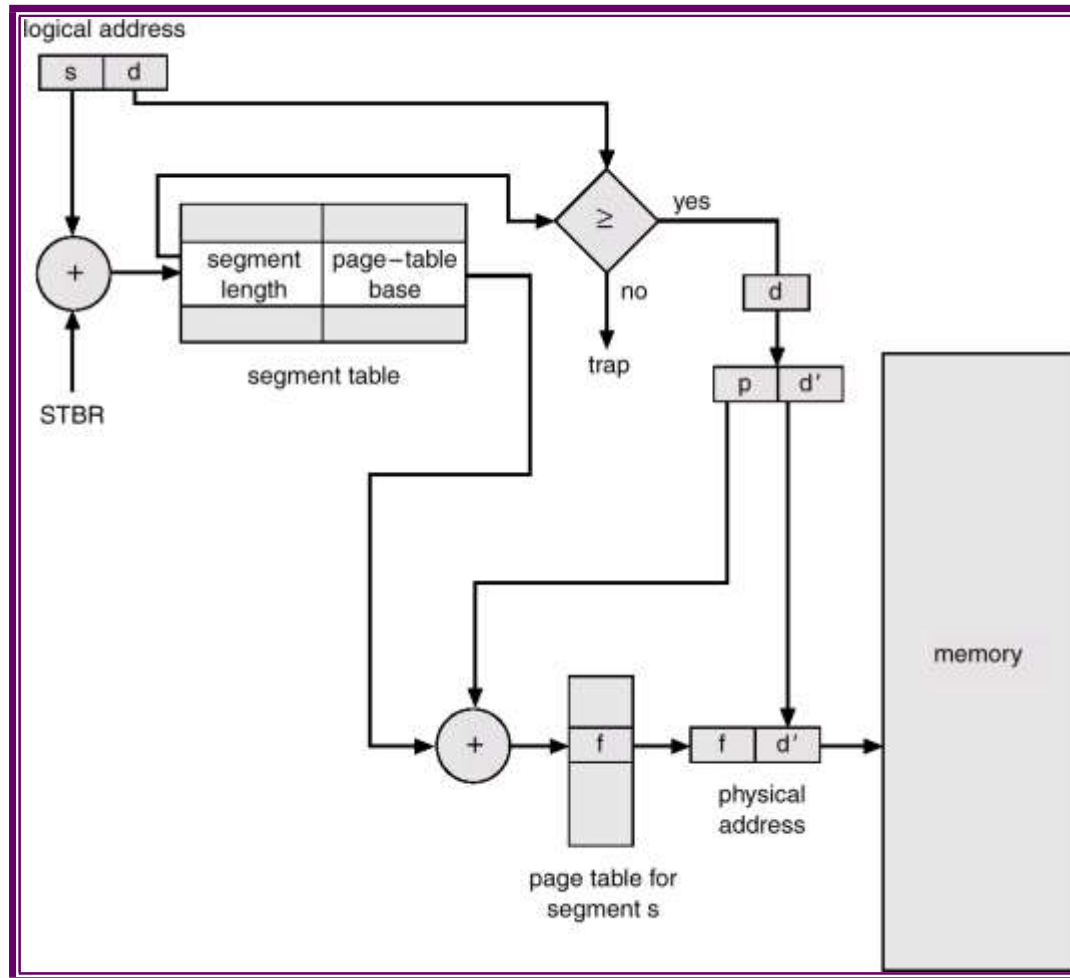 logical address
s d
≥
yes
segment length
page-table base
+
no
d
segment table
trap
p d'
STBR
memory
+
f
f d'
physical address
page table for segment s